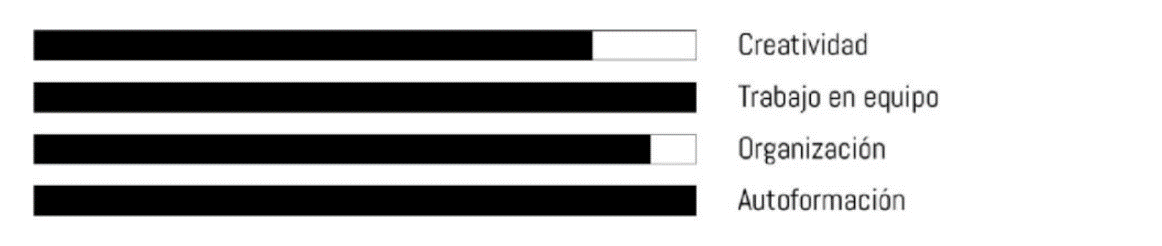 Creatividad
Trabajo en equipo
Organización
Autoformación